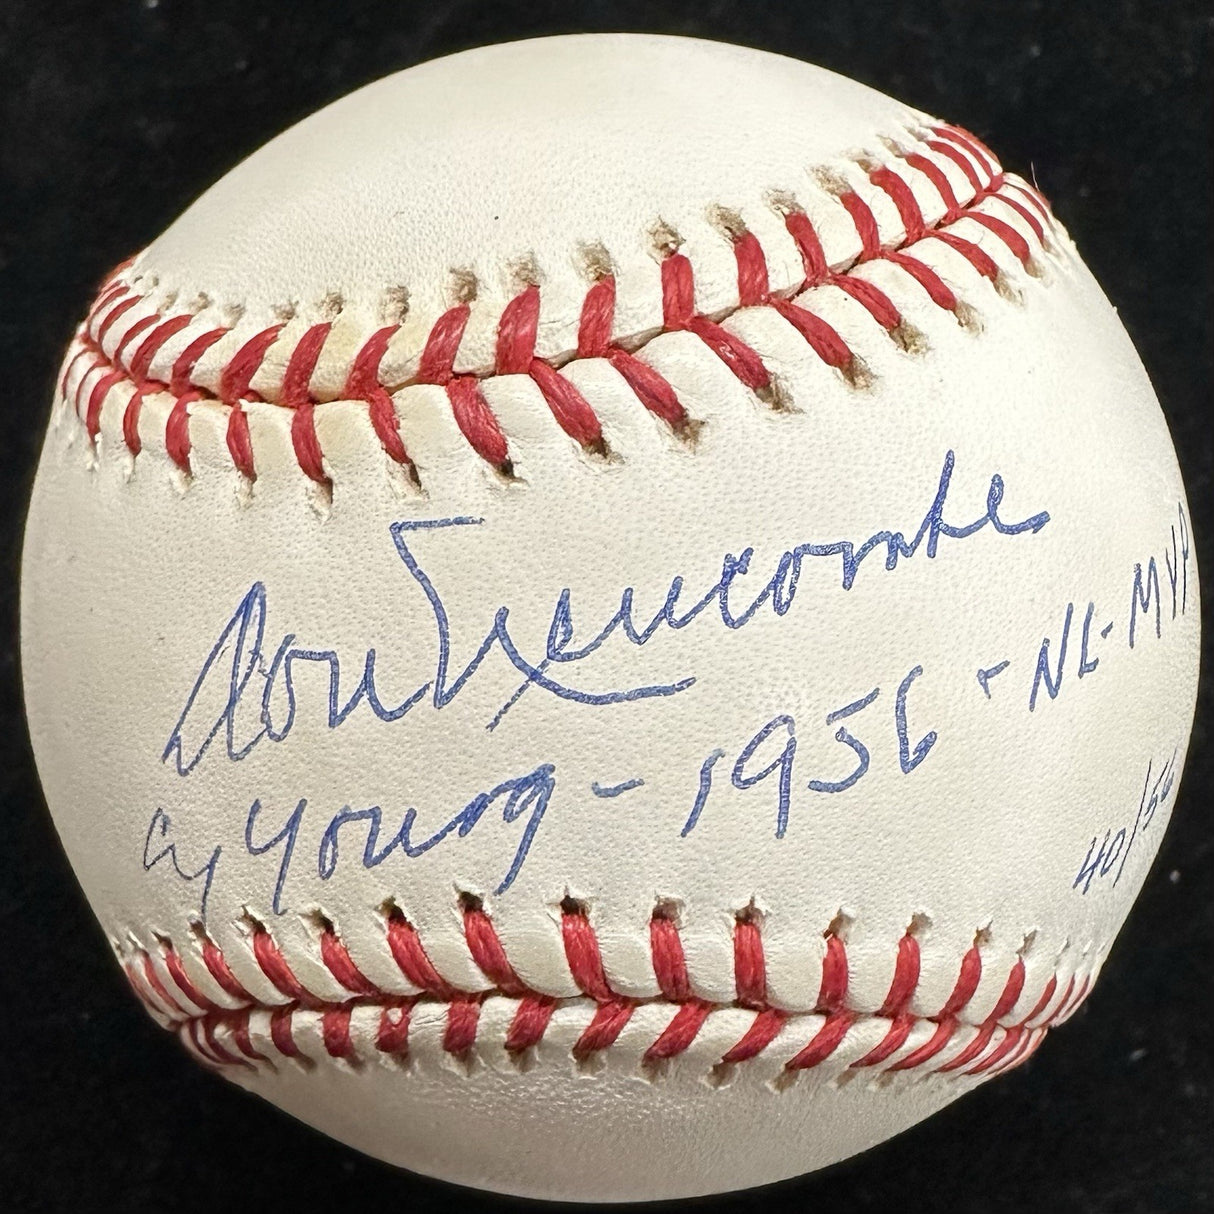 Don Newcombe
Cy Young - 1956 - NL-MVP
40/56